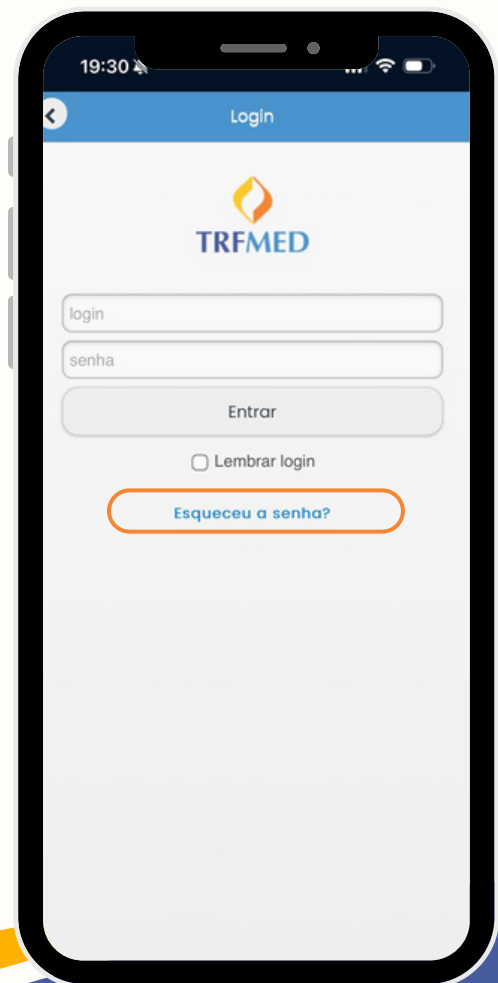 19:30
Login
TRFMED
login
senha
Entrar
Lembrar login
Esqueceu a senha?